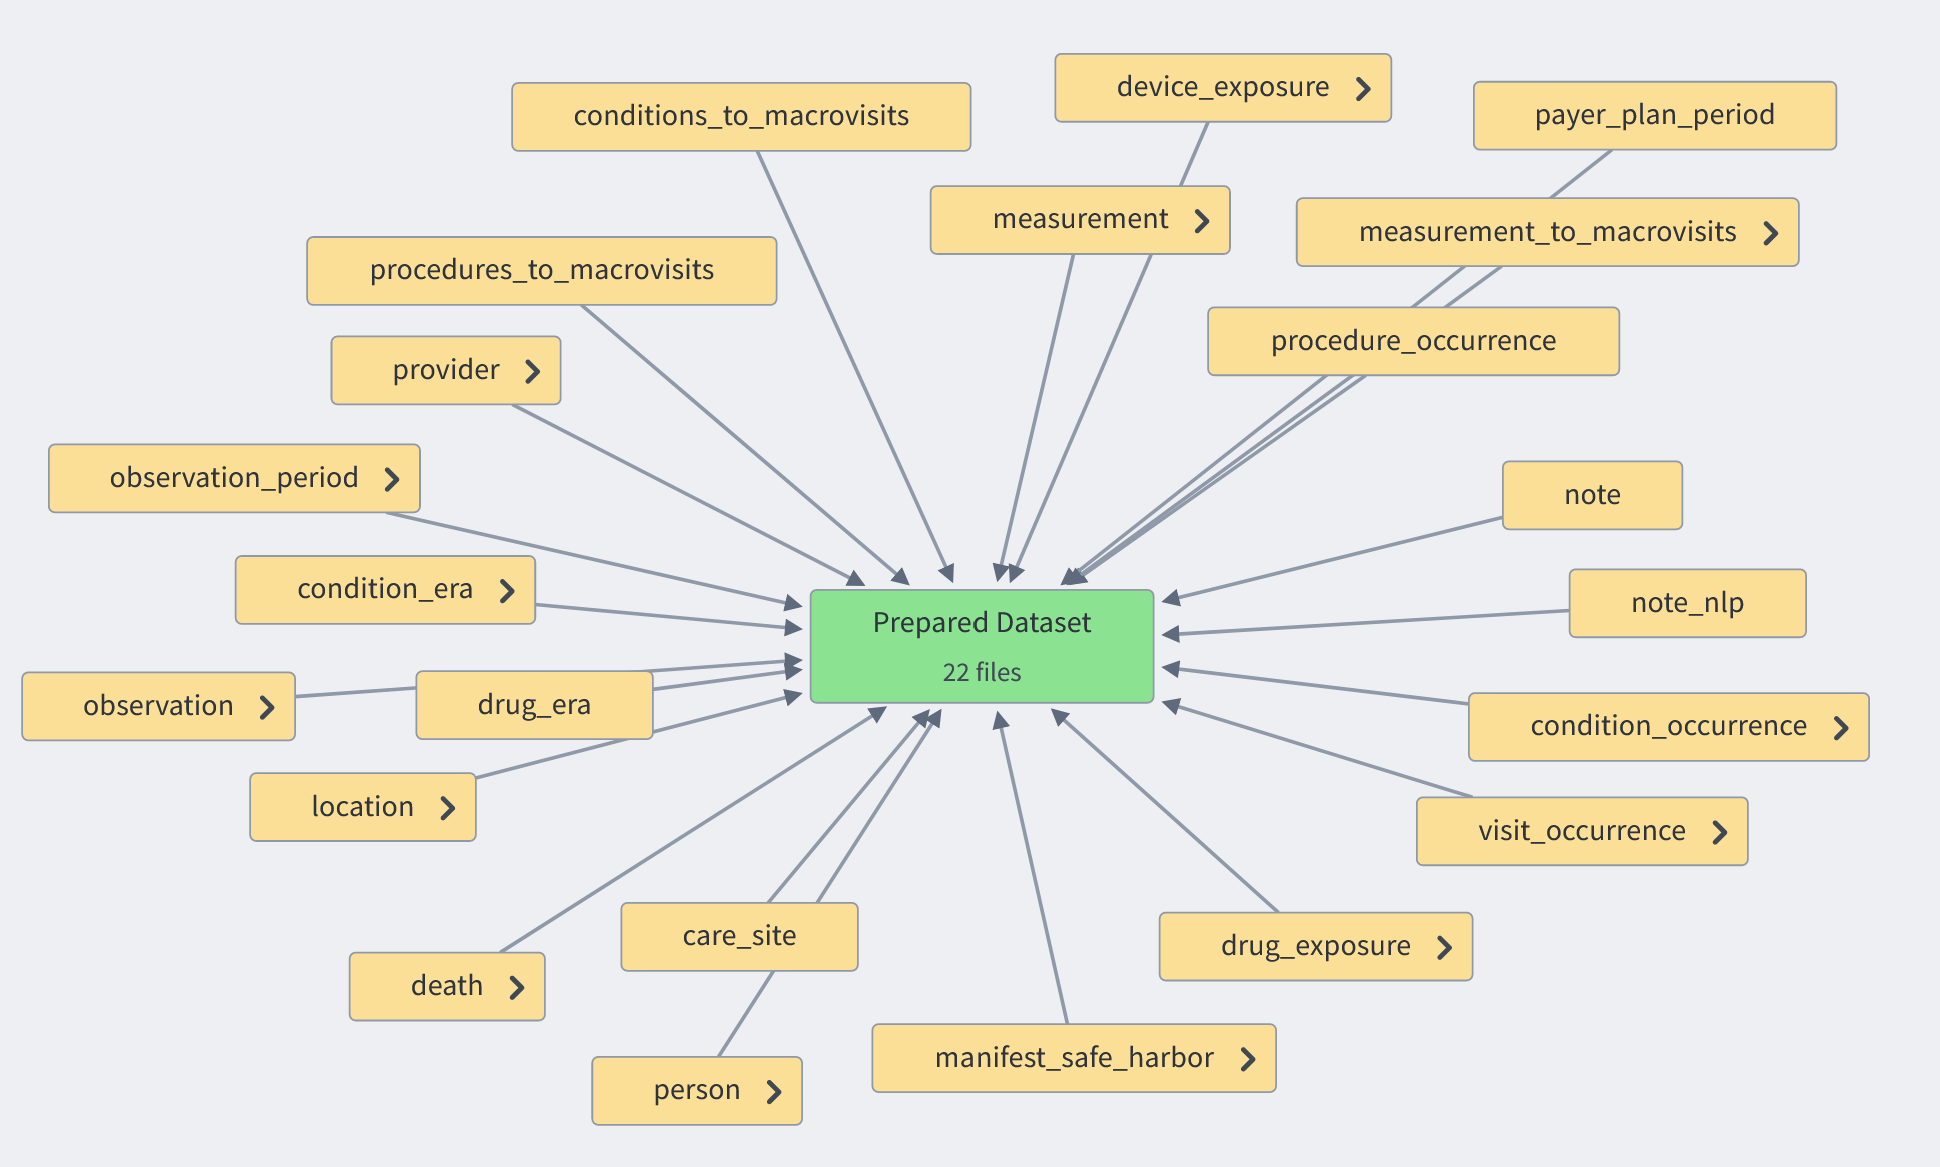 device_exposure
conditions_to_macrovisits
payer_plan_period
measurement
measurement_to_macrovisits
procedures_to_macrovisits
procedure_occurrence
provider
observation_period
note
condition_era
note_nlp
Prepared Dataset
22 files
observation
drug_era
condition_occurrence
location
visit_occurrence
care_site
drug_exposure
death
manifest_safe_harbor
person